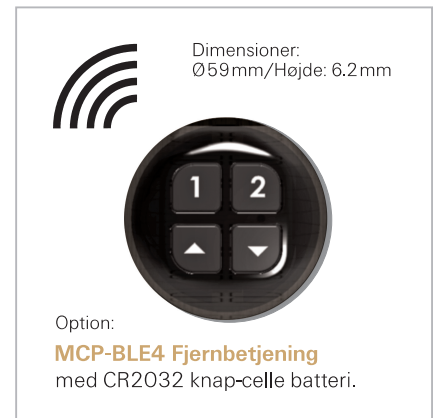 Dimensioner:
Ø59mm/Højde: 6.2mm
1 2
Option:
MCP-BLE4 Fjernbetjening
med CR2032 knap-celle batteri.